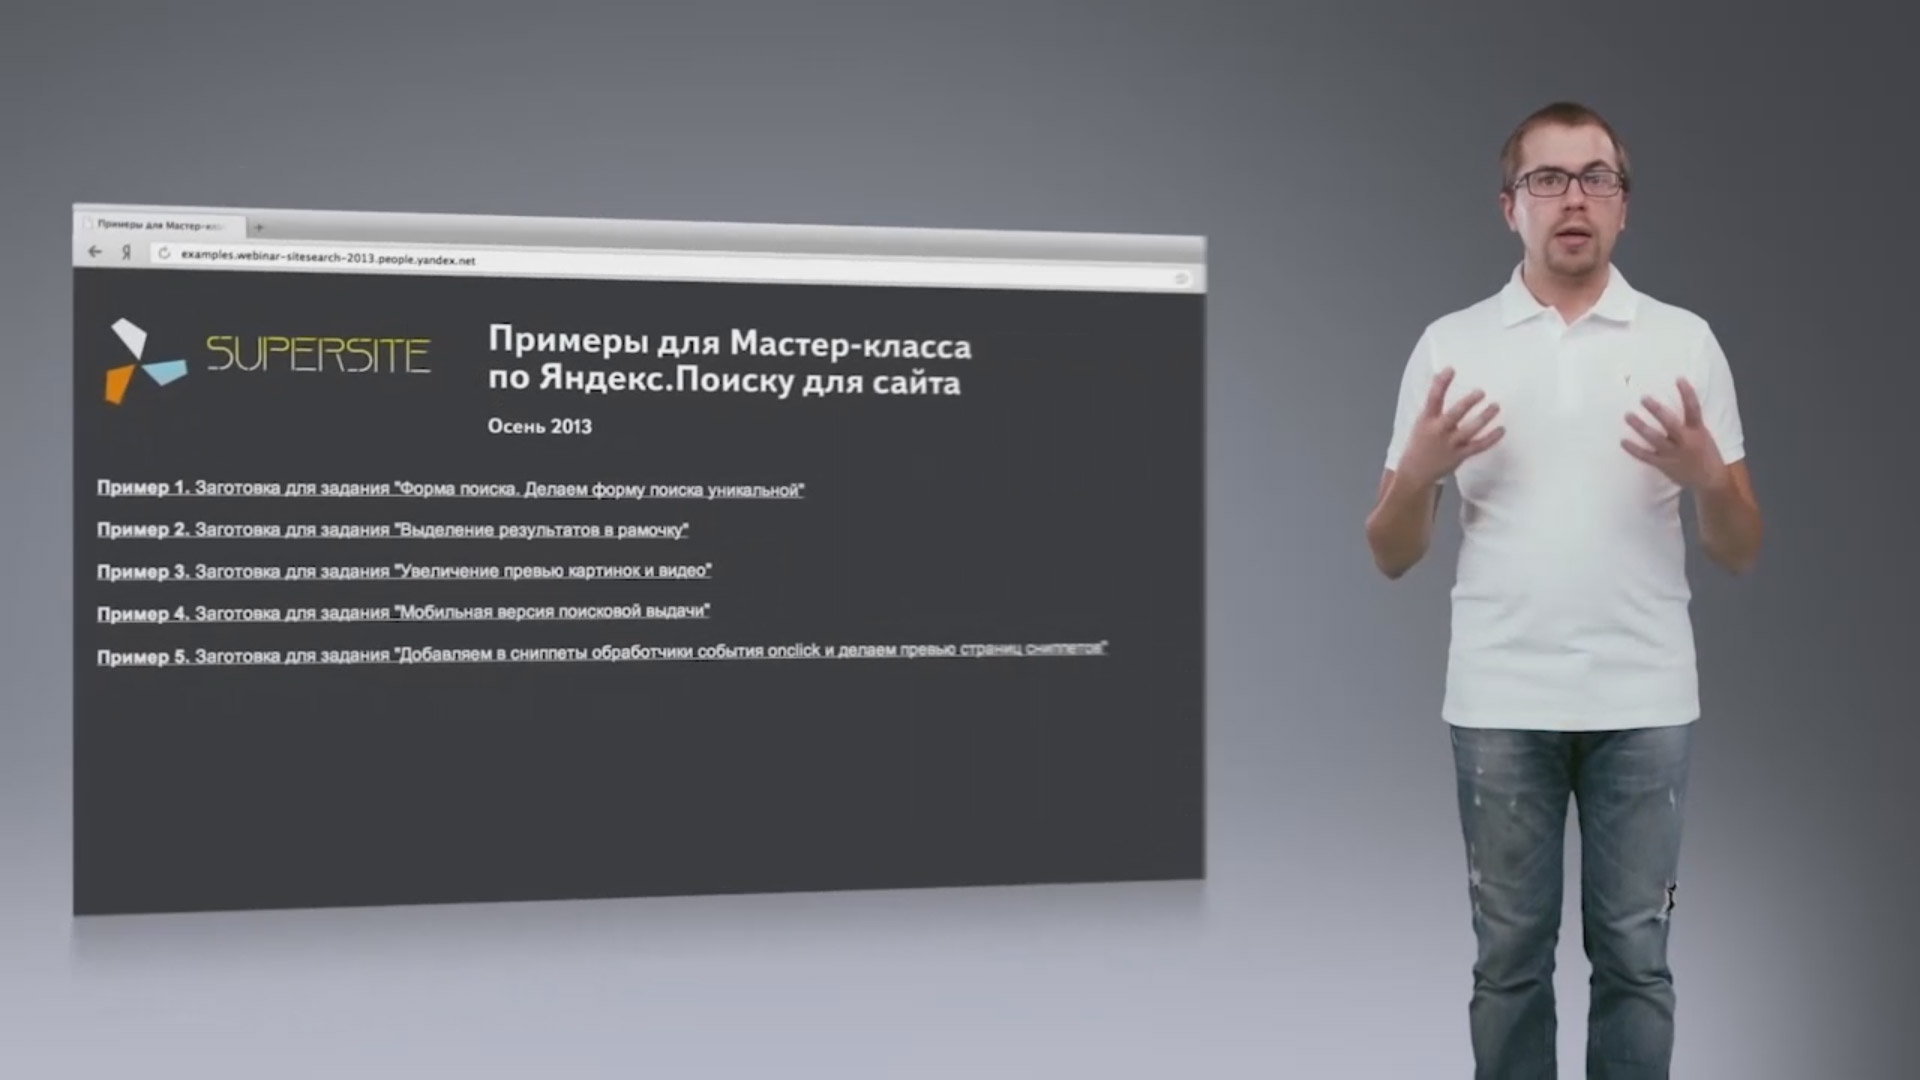 Примеры для Мастер-кла
examples.webinar-sitesearch-2013.people.yandex.net
SUPERSITE
Примеры для Мастер-класса
по Яндекс.Поиску для сайта
Осень 2013
Пример 1. Заготовка для задания "Форма поиска. Делаем форму поиска уникальной"
Пример 2. Заготовка для задания "Выделение результатов в рамочку"
Пример 3. Заготовка для задания "Увеличение превью картинок и видео"
Пример 4. Заготовка для задания "Мобильная версия поисковой выдачи"
Пример 5. Заготовка для задания "Добавляем в сниппеты обработчики события onclick и делаем превью страниц сниппетов"